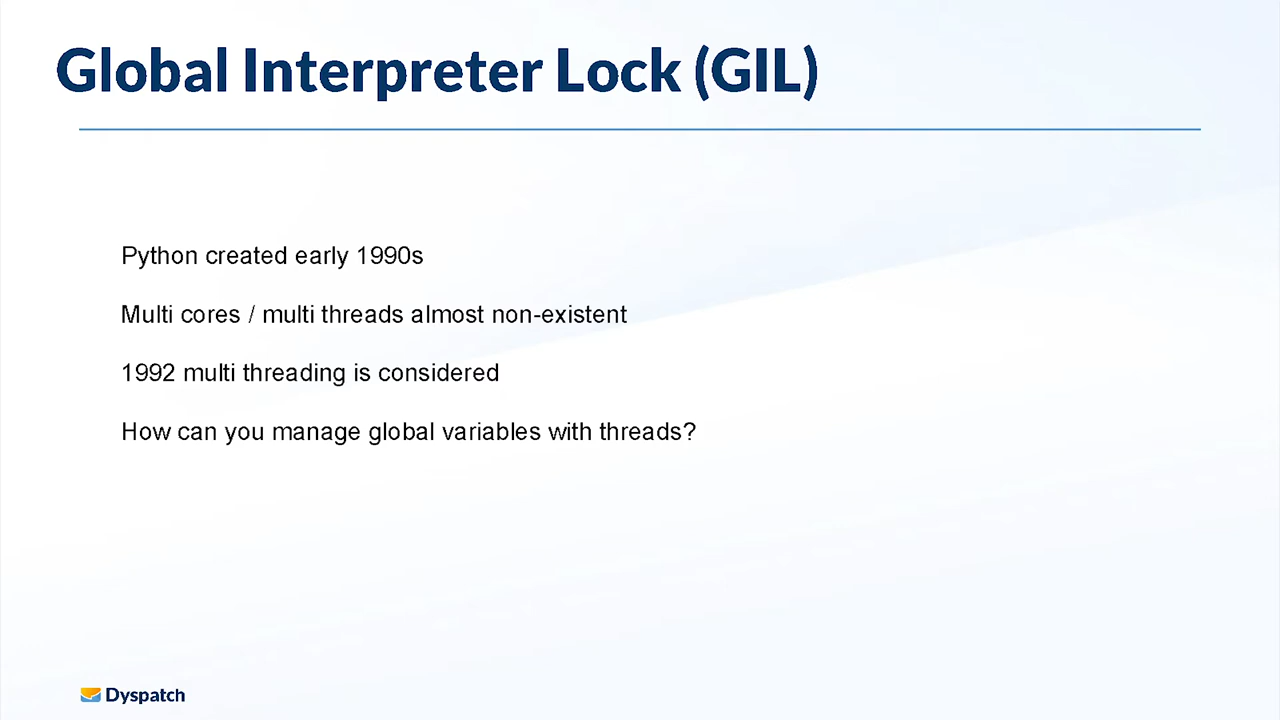 Global Interpreter Lock (GIL)
Python created early 1990s
Multi cores / multi threads almost non-existent
1992 multi threading is considered
How can you manage global variables with threads?
Dyspatch